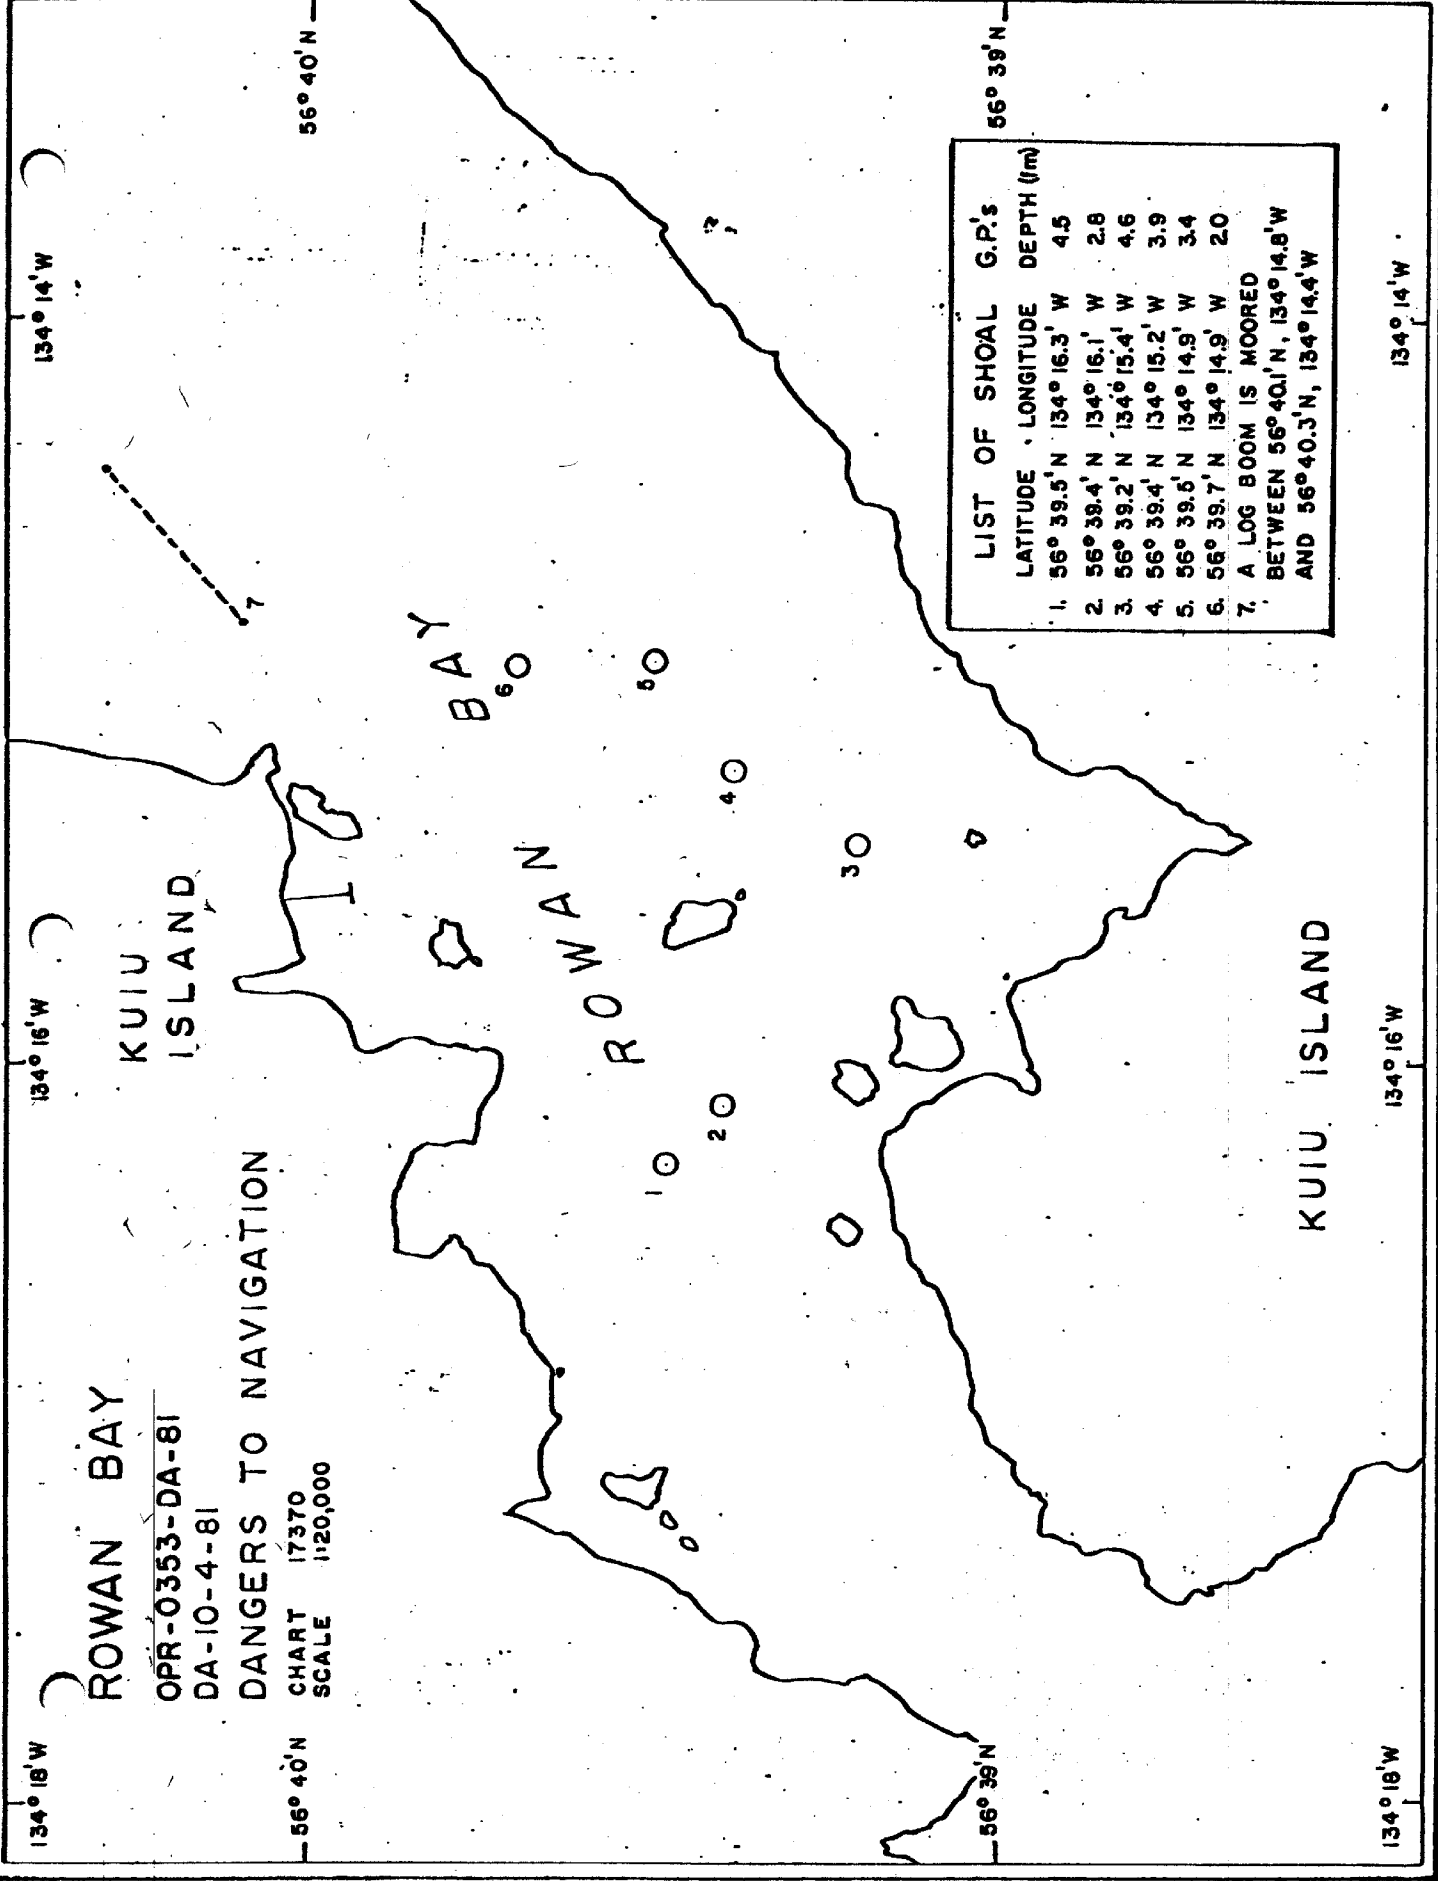 134° 18'W
134° 16'W
134° 14'W
ROWAN BAY
OPR-0353-DA-81
DA-10-4-81
DANGERS TO NAVIGATION
CHART 17370
SCALE 1:20,000
KUIU
ISLAND
56° 40'N
56° 40'N
ROWAN BAY
1
2
3
4
5
6
7
56° 39'N
56° 39'N
LIST OF SHOAL G.P.'s
LATITUDE LONGITUDE DEPTH (fm)
1. 56° 39.5' N 134° 16.3' W 4.5
2. 56° 39.4' N 134° 16.1' W 2.8
3. 56° 39.2' N 134° 15.4' W 4.6
4. 56° 39.4' N 134° 15.2' W 3.9
5. 56° 39.5' N 134° 14.9' W 3.4
6. 56° 39.7' N 134° 14.9' W 2.0
7. A LOG BOOM IS MOORED
BETWEEN 56°40.1'N, 134°14.8'W
AND 56°40.3'N, 134°14.4'W
KUIU ISLAND
134° 18'W
134° 16'W
134° 14'W